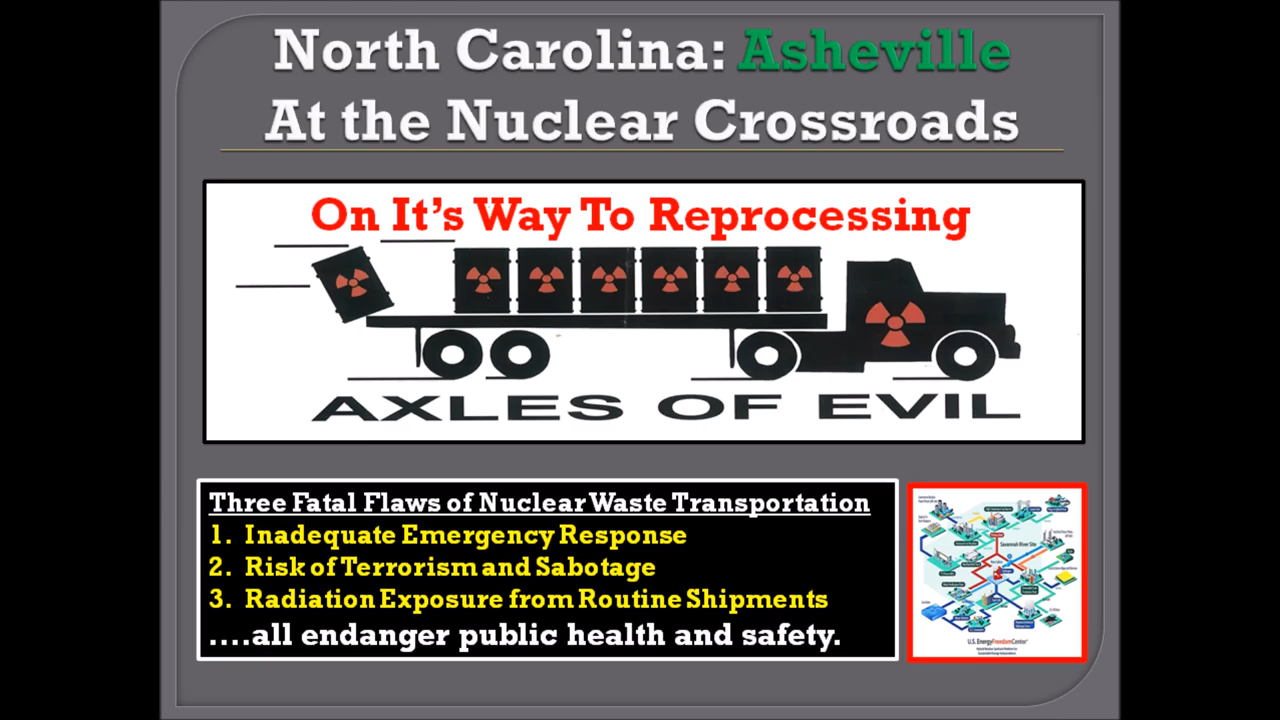 North Carolina: Asheville
At the Nuclear Crossroads
On It's Way To Reprocessing
AXLES OF EVIL
Three Fatal Flaws of Nuclear Waste Transportation
1. Inadequate Emergency Response
2. Risk of Terrorism and Sabotage
3. Radiation Exposure from Routine Shipments
....all endanger public health and safety.
Savannah River Site
U.S. EnergyFreedomCenter